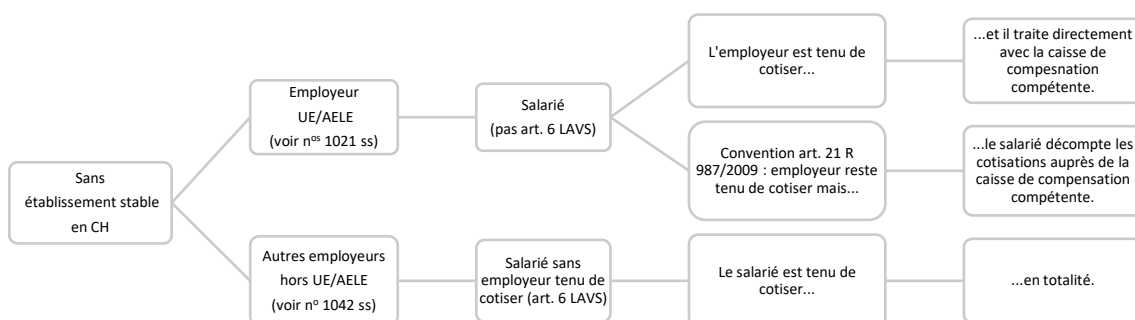 Sans
établissement stable
en CH
Employeur
UE/AELE
(voir nᵒˢ 1021 ss)
Salarié
(pas art. 6 LAVS)
L'employeur est tenu de
cotiser...
...et il traite directement
avec la caisse de
compesnation
compétente.
Convention art. 21 R
987/2009 : employeur reste
tenu de cotiser mais...
...le salarié décompte les
cotisations auprès de la
caisse de compensation
compétente.
Autres employeurs
hors UE/AELE
(voir nᵒ 1042 ss)
Salarié sans
employeur tenu de
cotiser (art. 6 LAVS)
Le salarié est tenu de
cotiser...
...en totalité.